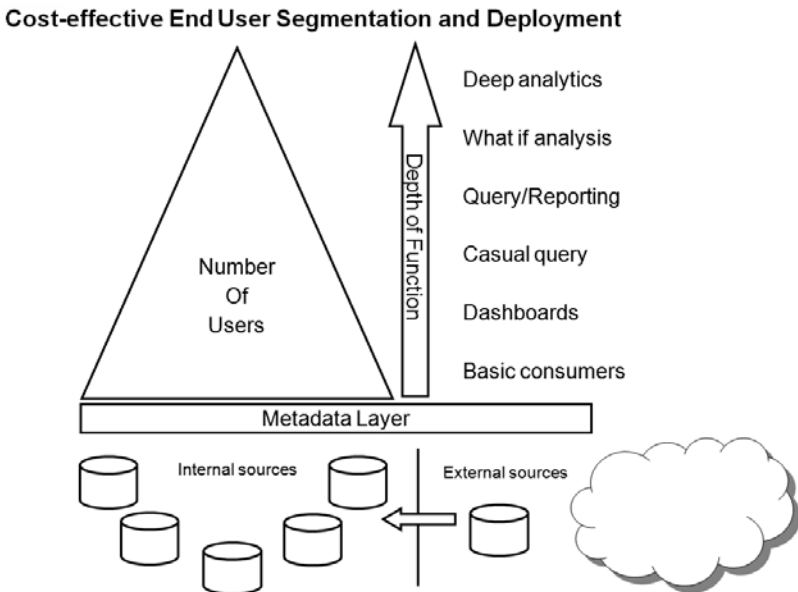 Cost-effective End User Segmentation and Deployment
Number
Of
Users
Depth of Function
Deep analytics
What if analysis
Query/Reporting
Casual query
Dashboards
Basic consumers
Metadata Layer
Internal sources
External sources